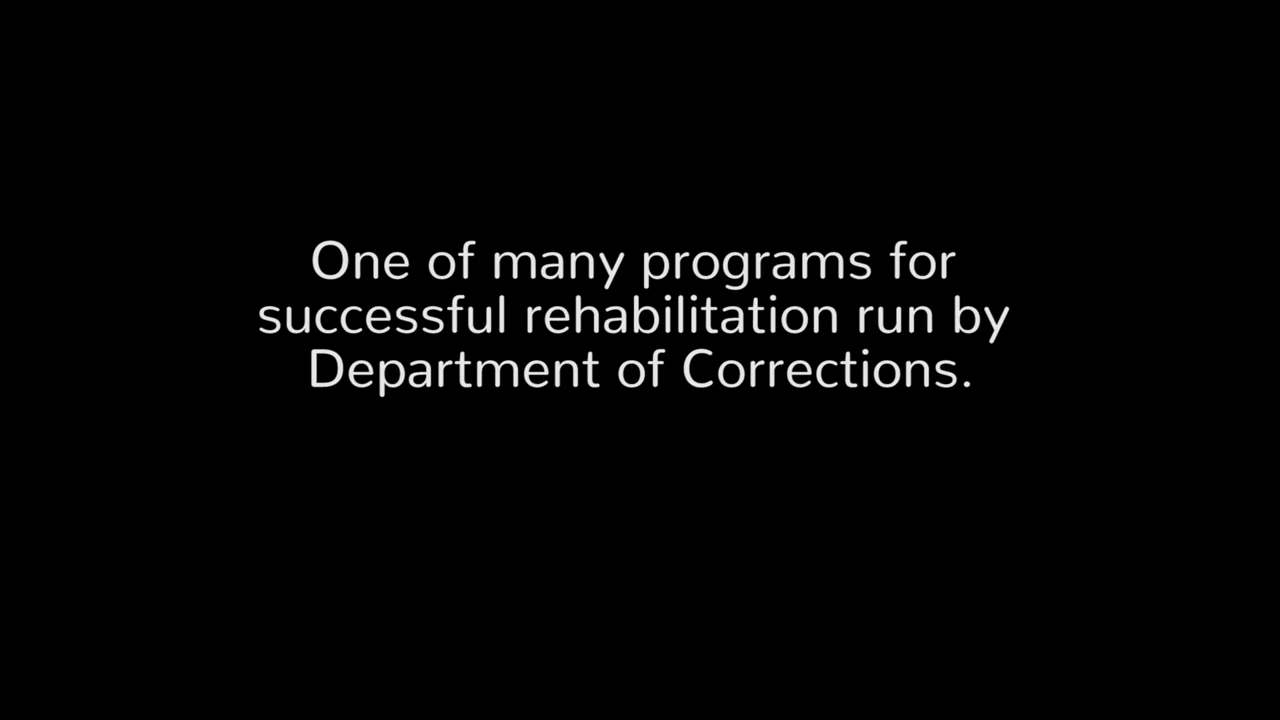 One of many programs for
successful rehabilitation run by
Department of Corrections.